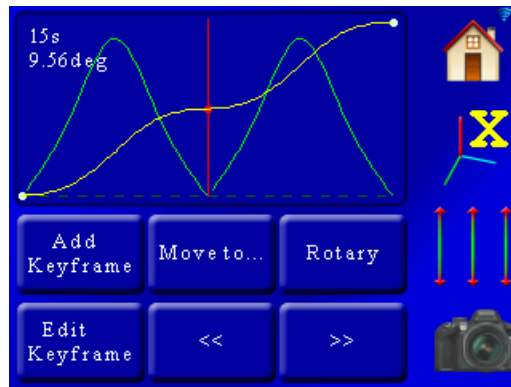 15s
9.56deg
X
Add
Keyframe
Move to...
Rotary
Edit
Keyframe
<<
>>